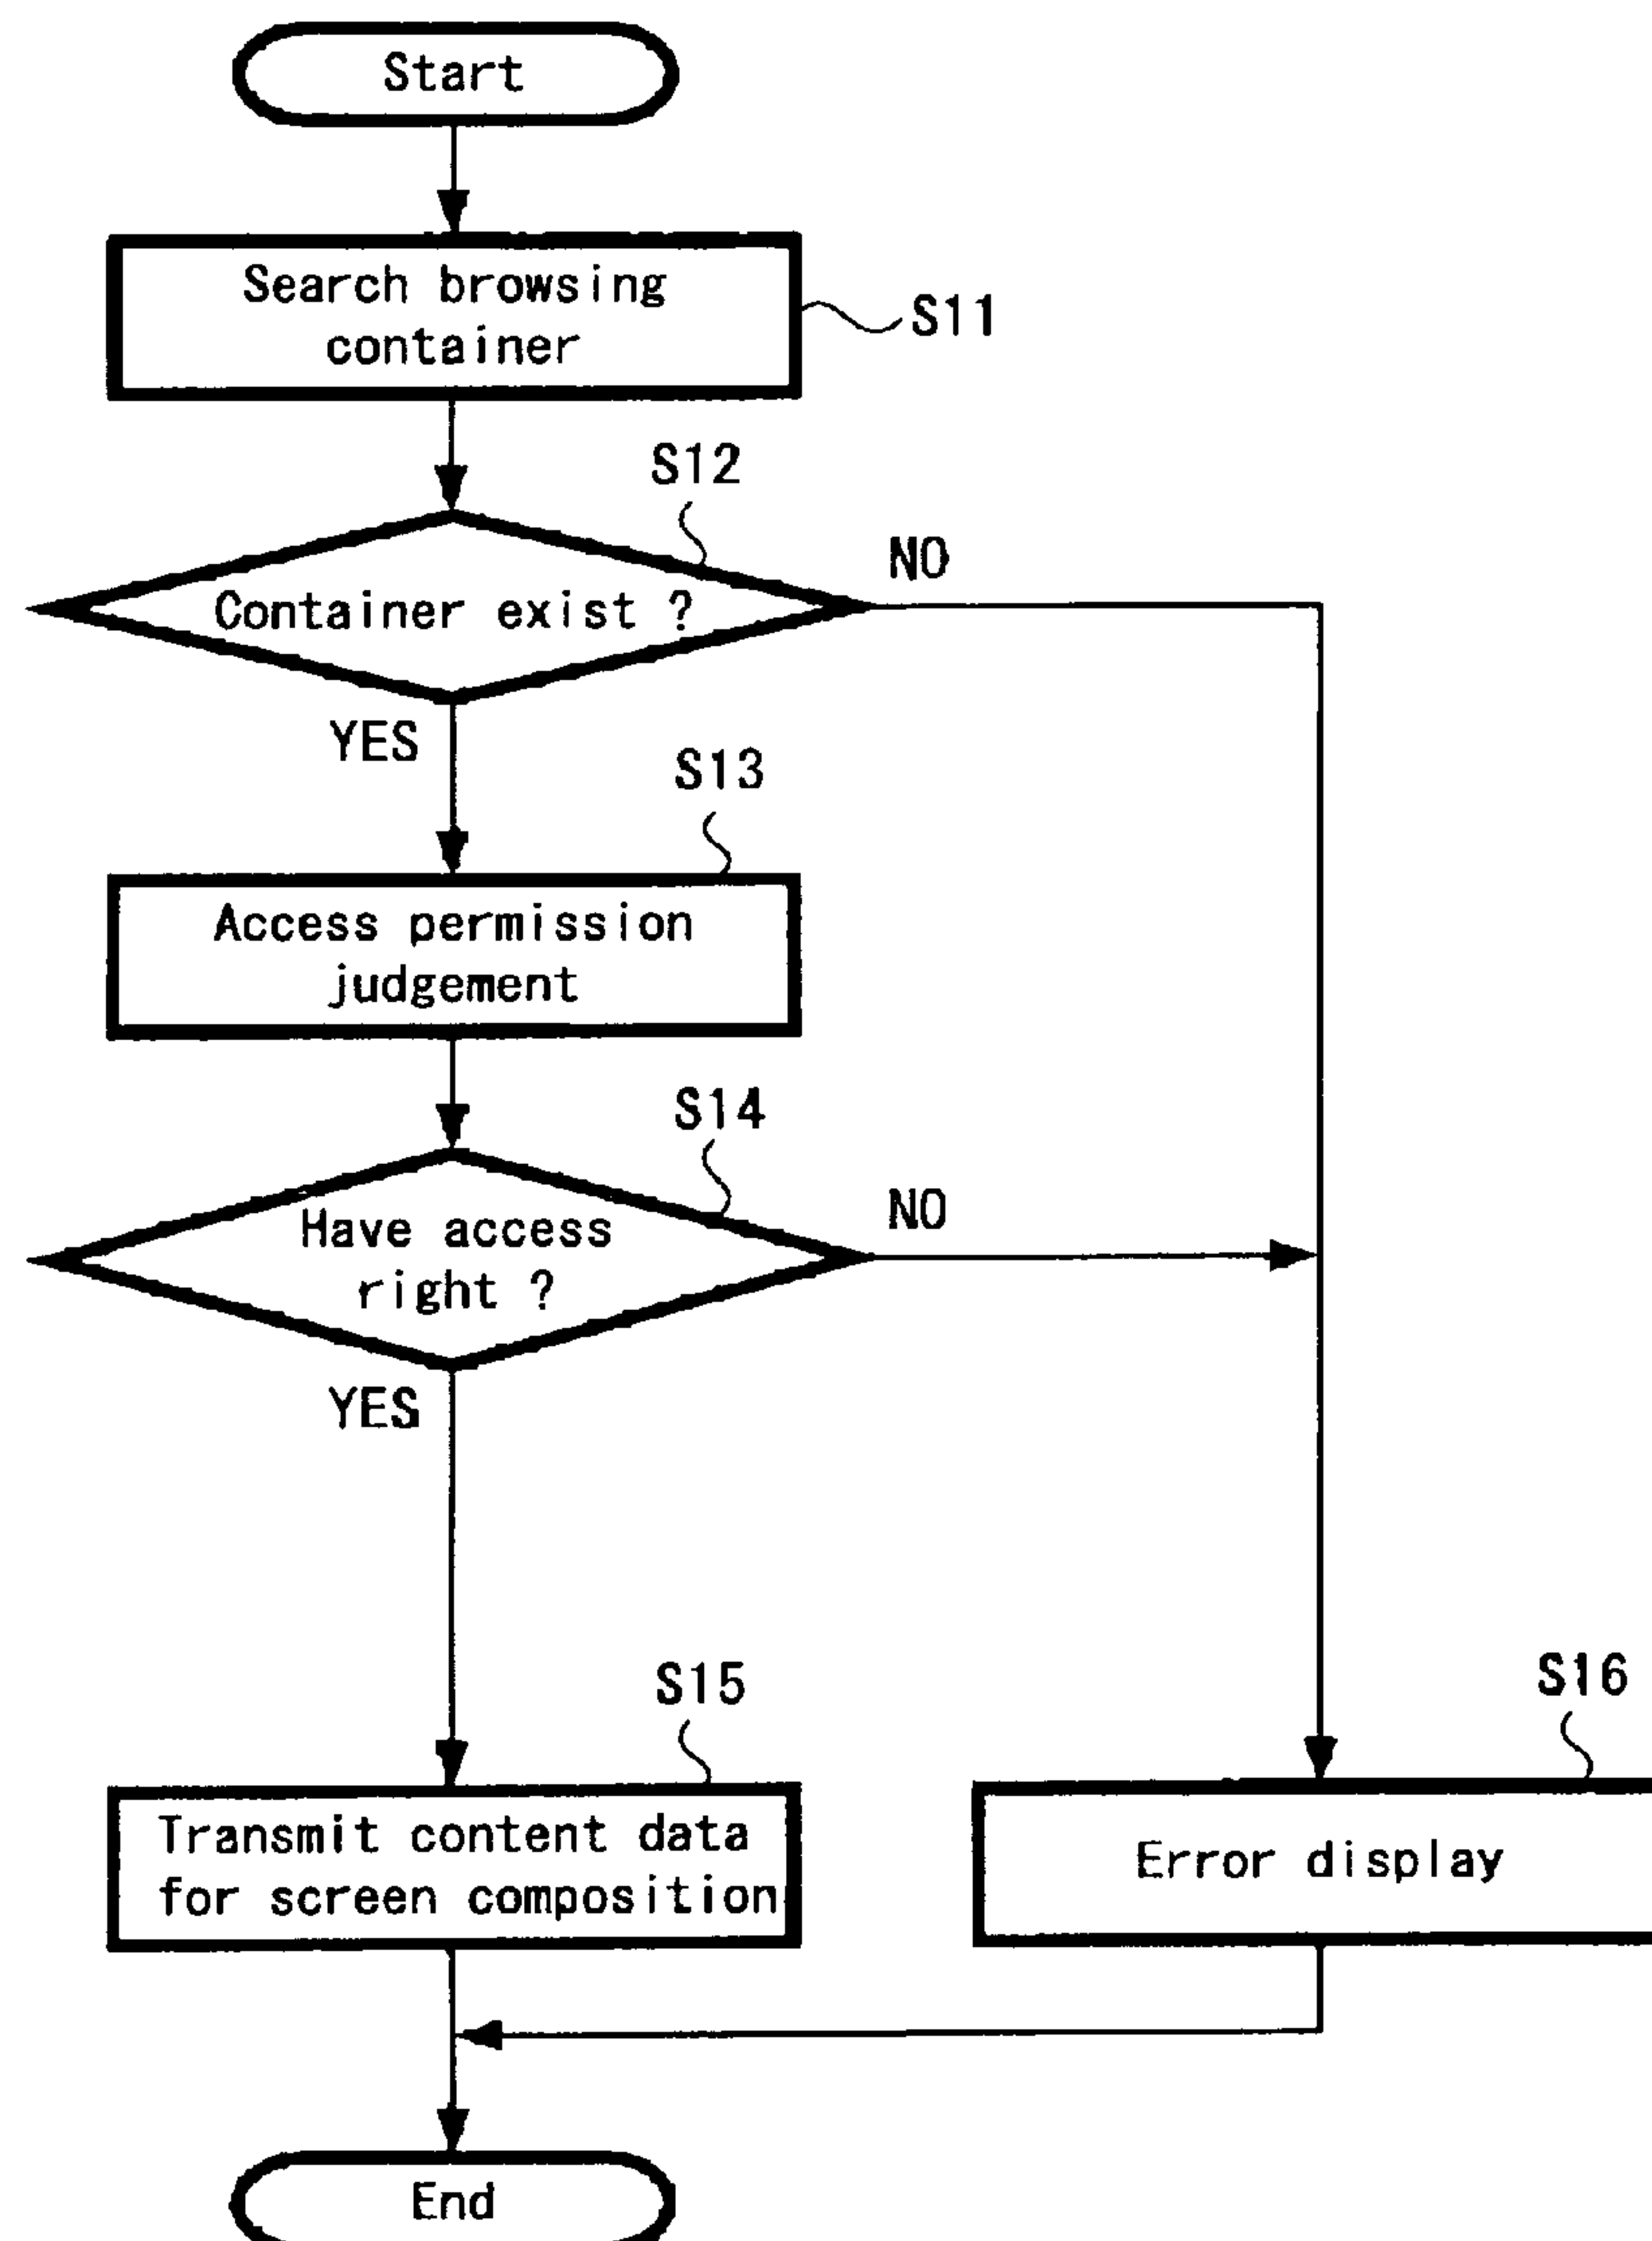 Start
Search browsing
container
S11
S12
Container exist ?
NO
YES
S13
Access permission
judgement
S14
Have access
right ?
NO
YES
S15
Transmit content data
for screen composition
S16
Error display
End